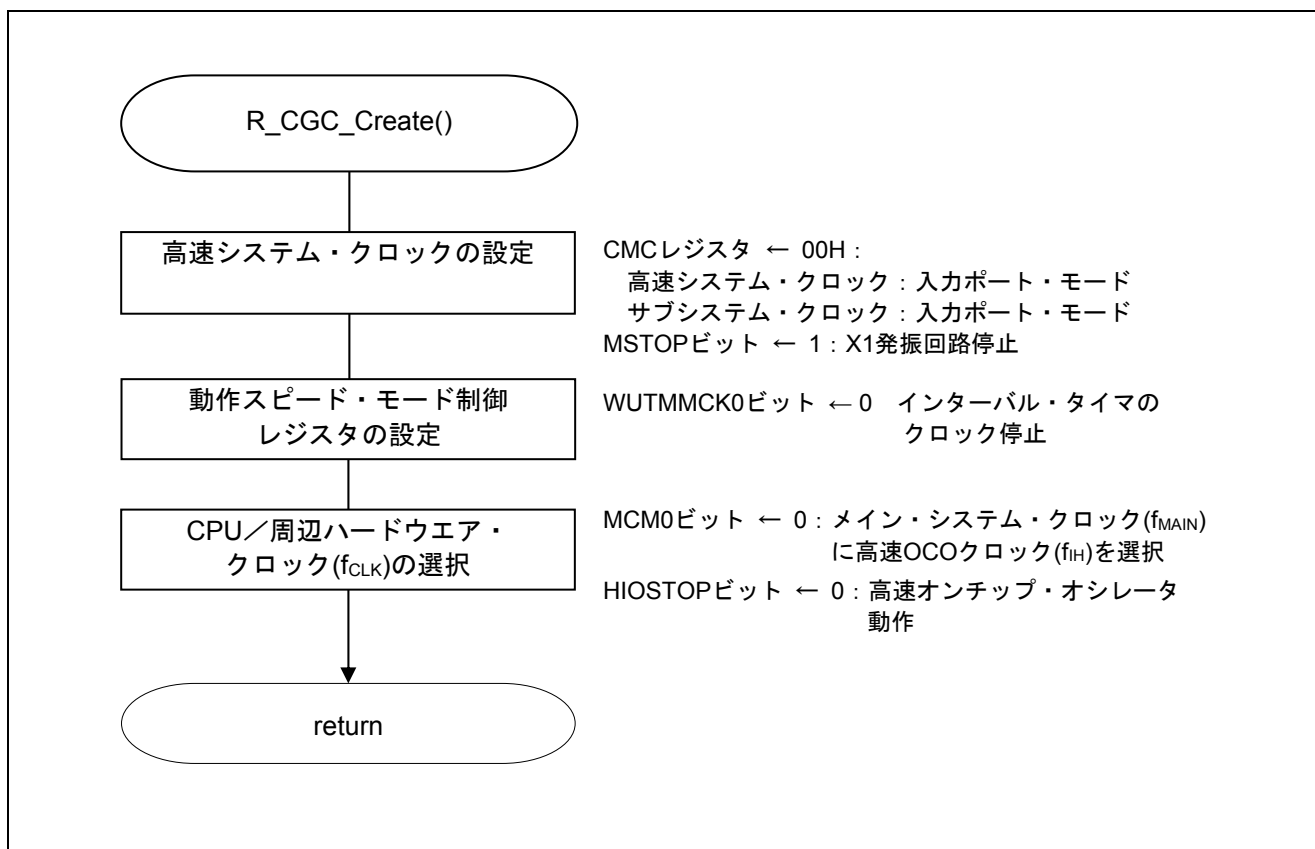 R_CGC_Create()
高速システム・クロックの設定
CMCレジスタ ← 00H：
高速システム・クロック：入力ポート・モード
サブシステム・クロック：入力ポート・モード
MSTOPビット ← 1：X1発振回路停止
動作スピード・モード制御
レジスタの設定
WUTMMCK0ビット ← 0　インターバル・タイマの
クロック停止
CPU／周辺ハードウエア・
クロック(fCLK)の選択
MCM0ビット ← 0：メイン・システム・クロック(fMAIN)
に高速OCOクロック(fIH)を選択
HIOSTOPビット ← 0：高速オンチップ・オシレータ
動作
return